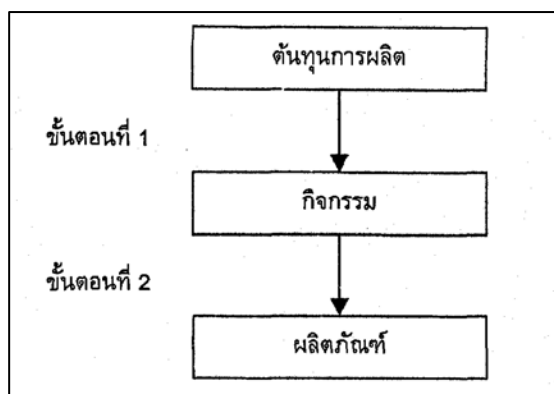 ต้นทุนการผลิต
ขั้นตอนที่ 1
กิจกรรม
ขั้นตอนที่ 2
ผลิตภัณฑ์